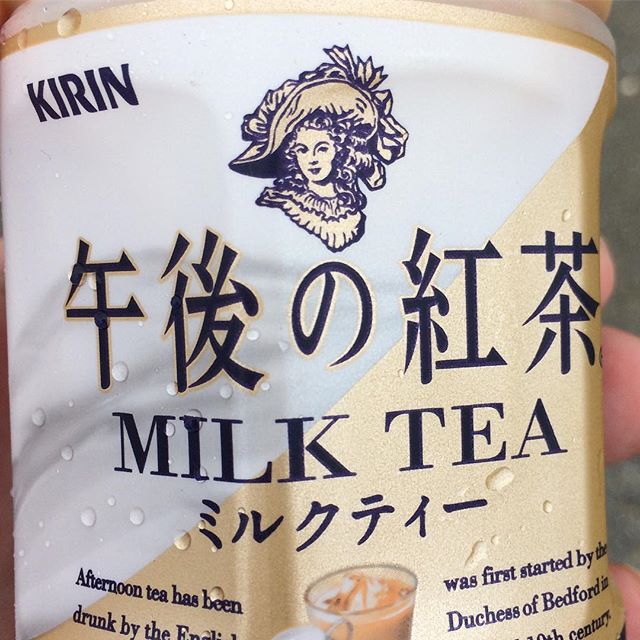 KIRIN
午後の紅茶
MILK TEA
ミルクティー
Afternoon tea has been
drunk by the
was first started by the
Duchess of Bedford in
19th century.